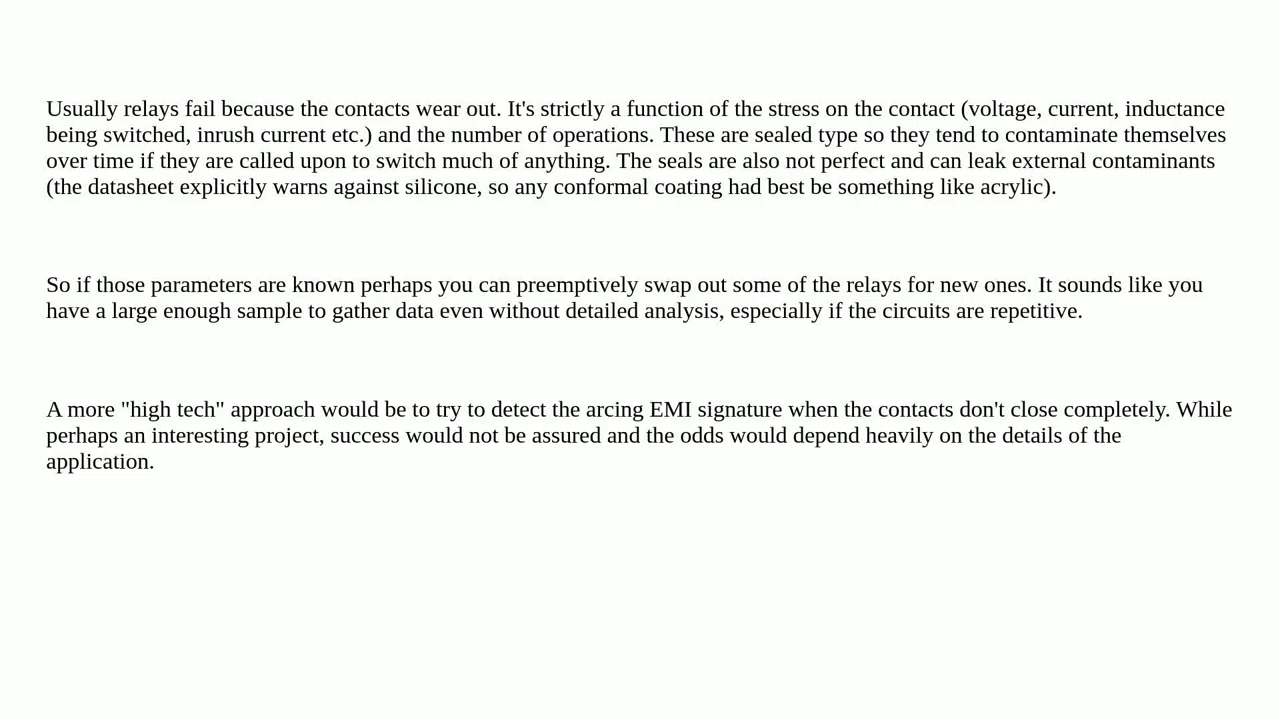 Usually relays fail because the contacts wear out. It's strictly a function of the stress on the contact (voltage, current, inductance
being switched, inrush current etc.) and the number of operations. These are sealed type so they tend to contaminate themselves
over time if they are called upon to switch much of anything. The seals are also not perfect and can leak external contaminants
(the datasheet explicitly warns against silicone, so any conformal coating had best be something like acrylic).
So if those parameters are known perhaps you can preemptively swap out some of the relays for new ones. It sounds like you
have a large enough sample to gather data even without detailed analysis, especially if the circuits are repetitive.
A more "high tech" approach would be to try to detect the arcing EMI signature when the contacts don't close completely. While
perhaps an interesting project, success would not be assured and the odds would depend heavily on the details of the
application.